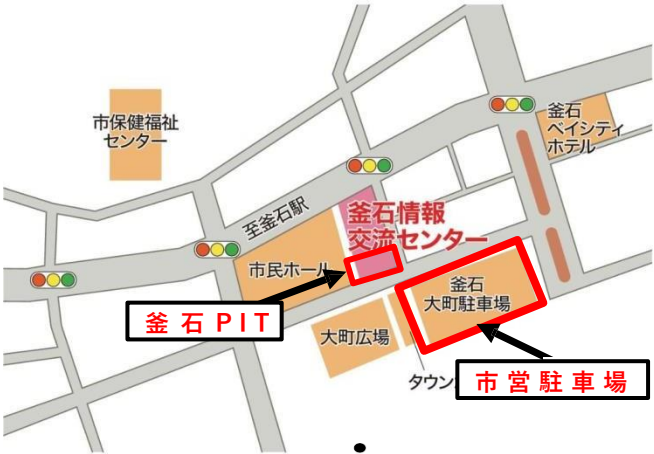 市保健福祉
センター
釜石
ベイシティ
ホテル
至釜石駅
釜石情報
交流センター
市民ホール
釜石
大町駐車場
釜石PIT
大町広場
タウン
市営駐車場